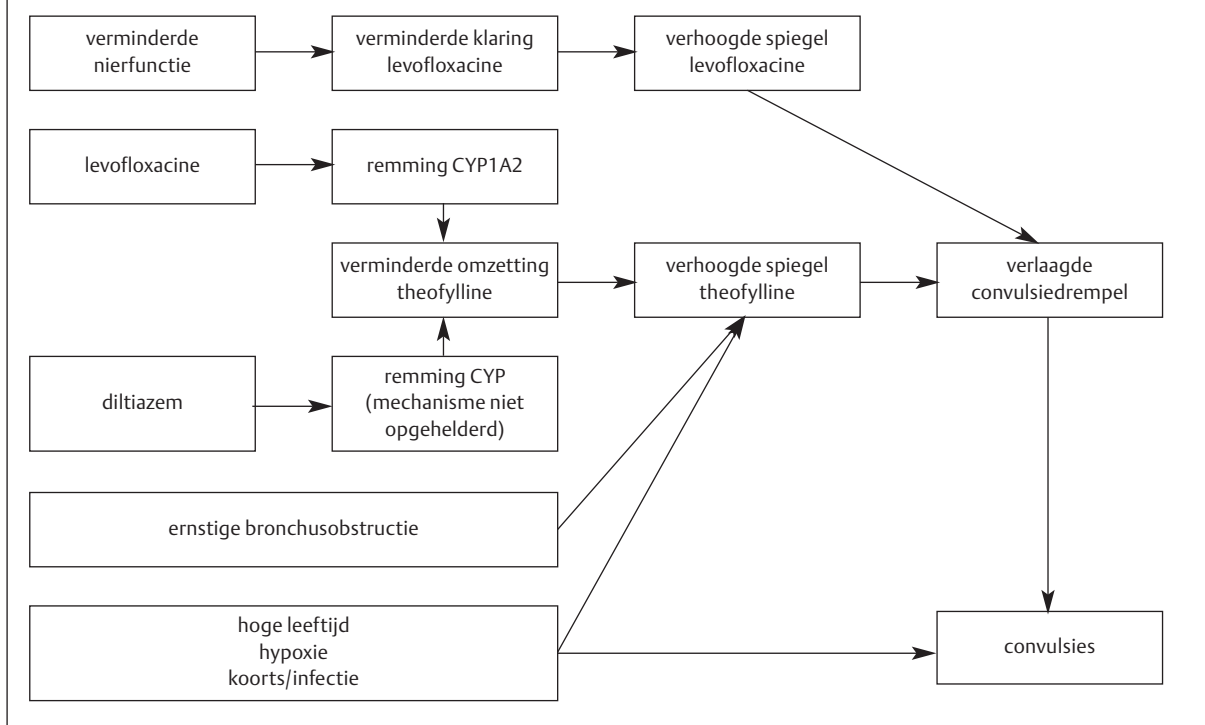 verminderde
nierfunctie
verminderde klaring
levofloxacine
verhoogde spiegel
levofloxacine
levofloxacine
remming CYP1A2
verminderde omzetting
theofylline
verhoogde spiegel
theofylline
verlaagde
convulsiedrempel
diltiazem
remming CYP
(mechanisme niet
opgehelderd)
ernstige bronchusobstructie
hoge leeftijd
hypoxie
koorts/infectie
convulsies